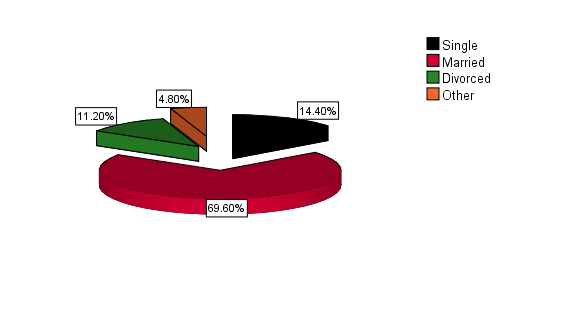 Single
Married
Divorced
Other
4.80%
11.20%
14.40%
69.60%